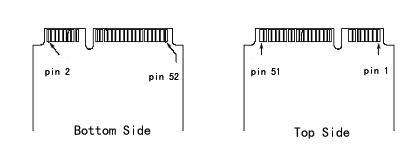 pin 2
pin 52
Bottom Side
pin 51
pin 1
Top Side